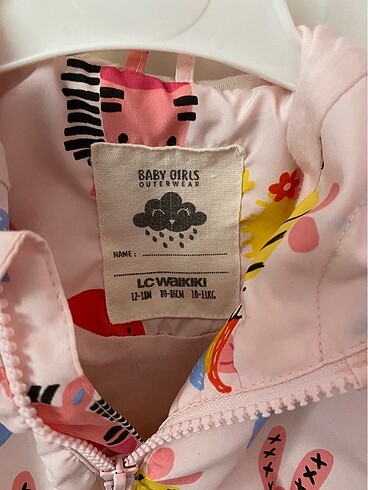 BABY GIRLS
OUTERWEAR
NAME:
LC WAIKIKI
12-18M 80-86CM 10-11KG